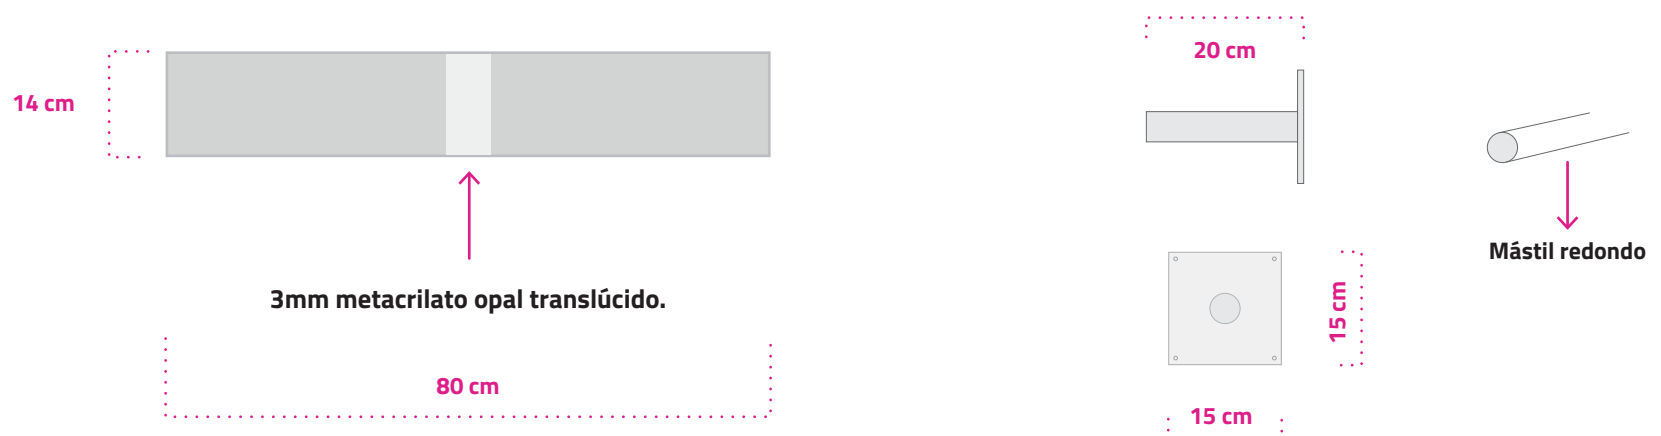 14 cm
3mm metacrilato opal translúcido.
80 cm
20 cm
Mástil redondo
15 cm
15 cm